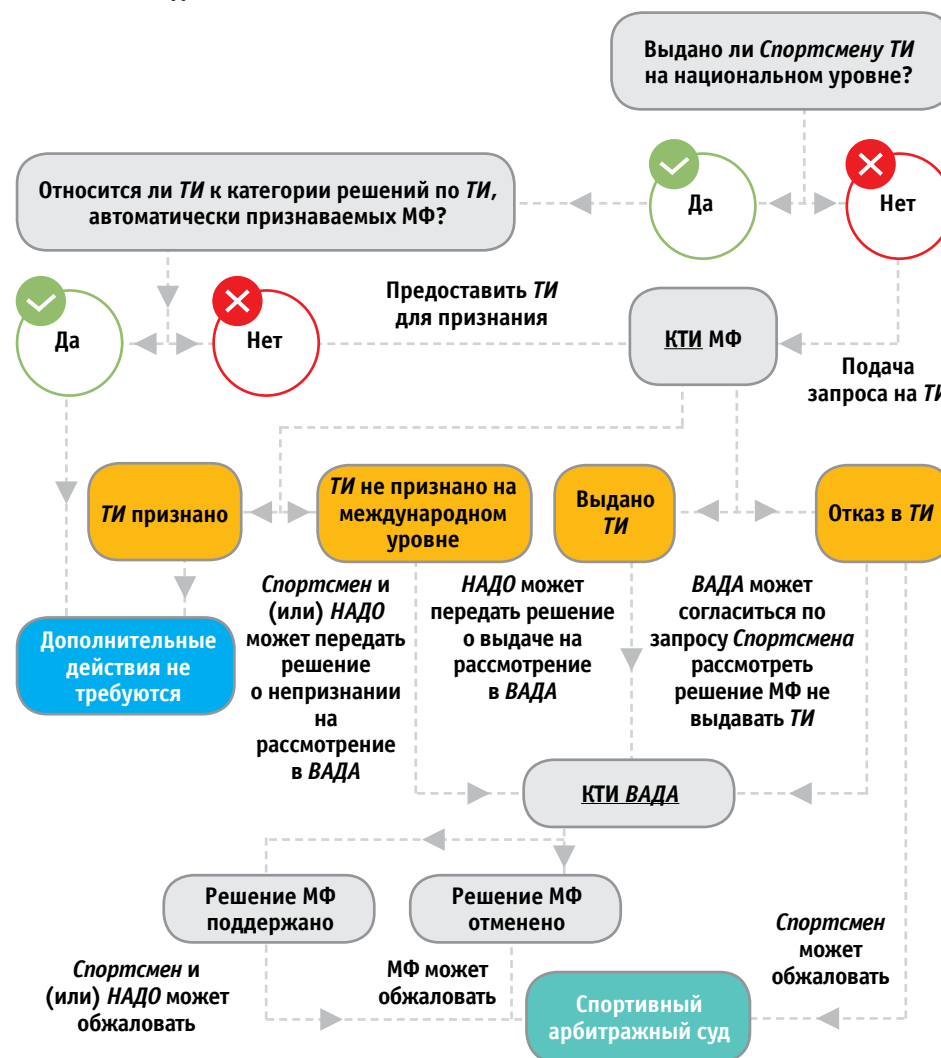 Выдано ли Спортсмену ТИ
на национальном уровне?
Да
Нет
Относится ли ТИ к категории решений по ТИ,
автоматически признаваемых МФ?
Да
Нет
Предоставить ТИ
для признания
КТИ МФ
Подача
запроса на ТИ
ТИ признано
ТИ не признано на
международном
уровне
Выдано
ТИ
Отказ в ТИ
Дополнительные
действия не
требуются
Спортсмен и
(или) НАДО
может передать
решение
о непризнании
на
рассмотрение
в ВАДА
НАДО может
передать решение
о выдаче на
рассмотрение
в ВАДА
ВАДА может
согласиться по
запросу Спортсмена
рассмотреть
решение МФ не
выдавать ТИ
КТИ ВАДА
Решение МФ
поддержано
Решение МФ
отменено
Спортсмен и
(или) НАДО может
обжаловать
МФ может
обжаловать
Спортсмен
может
обжаловать
Спортивный
арбитражный суд